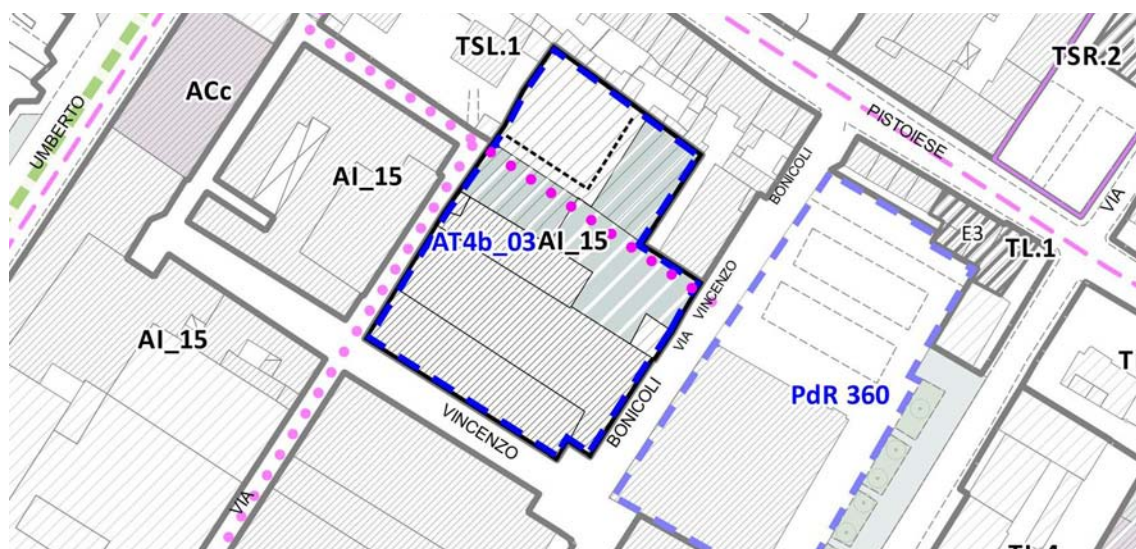 TSL.1
TSR.2
ACc
UMBERTO
PISTOIESE
VIA
AI_15
BONICOLI
AT4b_03
AI_15
E3
TL.1
VINCENZO
VIA
AI_15
T
PdR 360
VINCENZO
BONICOLI
VIA